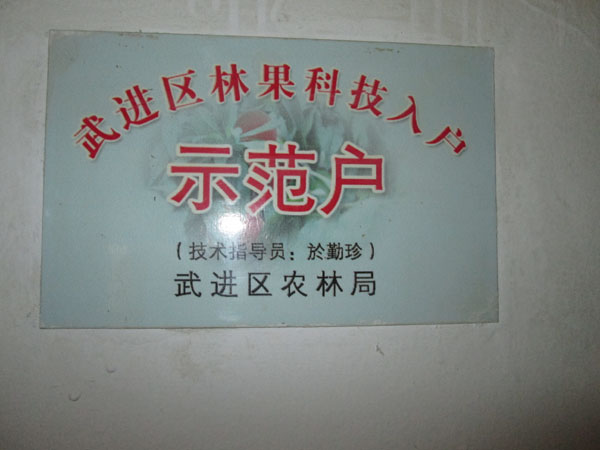 武进区林果科技入户
示范户
（技术指导员：於勤珍）
武进区农林局